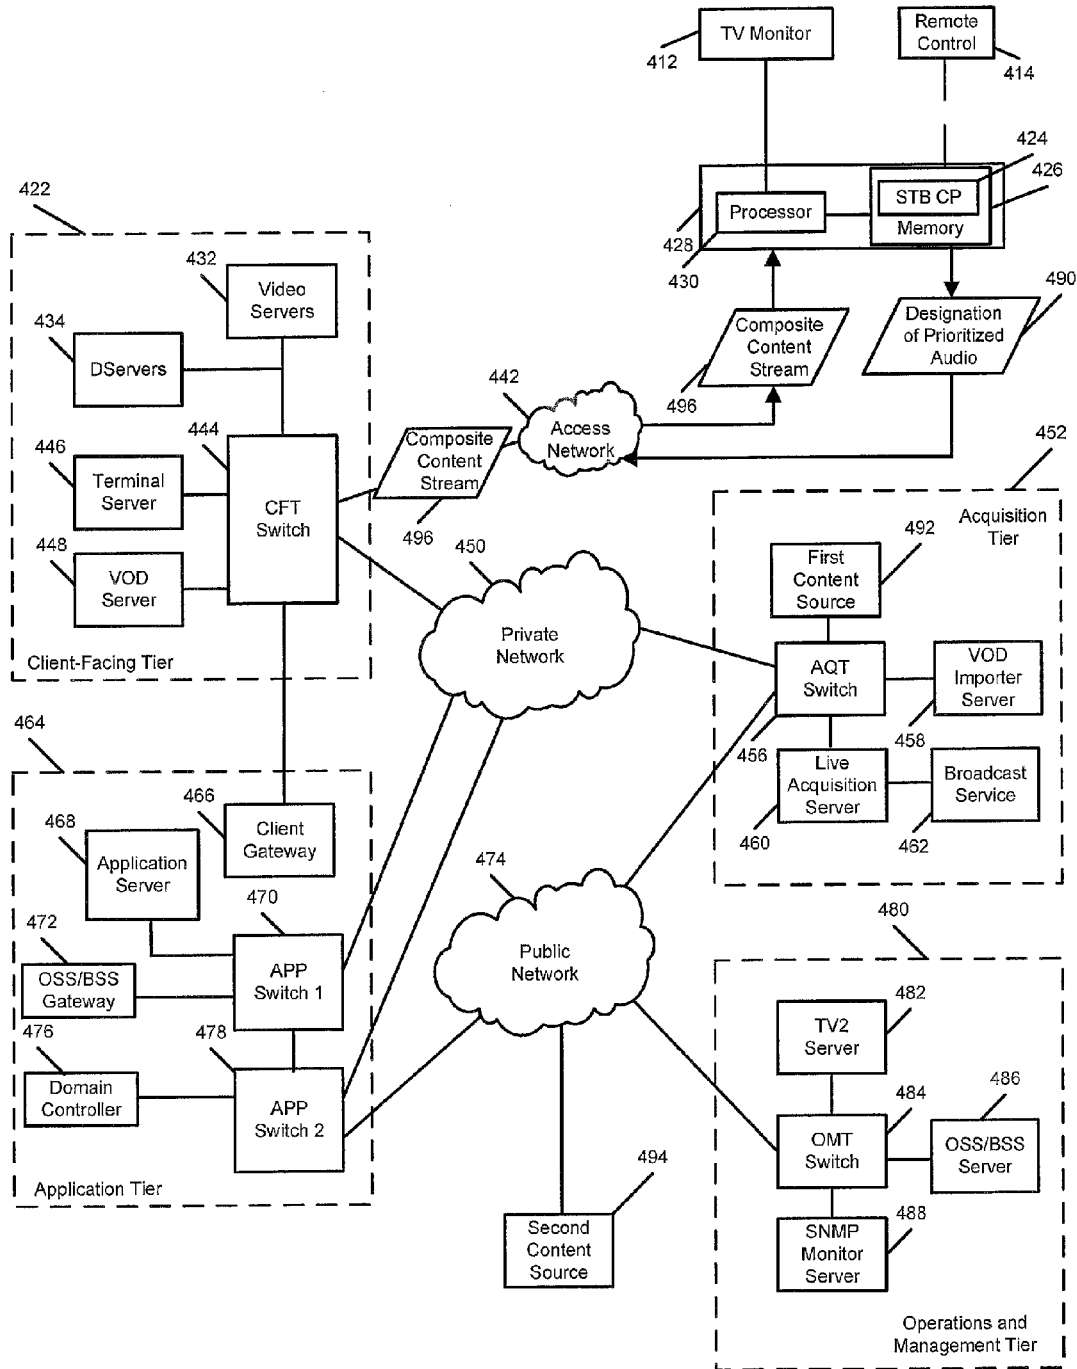 TV Monitor
412
Remote
Control
414
424
STB CP
426
Memory
Processor
428
430
422
432
Video
Servers
434
DServers
444
446
Terminal
Server
CFT
Switch
448
VOD
Server
Client-Facing Tier
Composite
Content
Stream
496
442
Access
Network
Composite
Content
Stream
496
490
Designation
of Prioritized
Audio
452
Acquisition
Tier
492
First
Content
Source
450
Private
Network
AQT
Switch
456
VOD
Importer
Server
458
Live
Acquisition
Server
460
Broadcast
Service
462
464
466
Client
Gateway
468
Application
Server
470
472
OSS/BSS
Gateway
APP
Switch 1
476
478
Domain
Controller
APP
Switch 2
Application Tier
474
Public
Network
494
Second
Content
Source
480
482
TV2
Server
484
OMT
Switch
486
OSS/BSS
Server
488
SNMP
Monitor
Server
Operations and
Management Tier